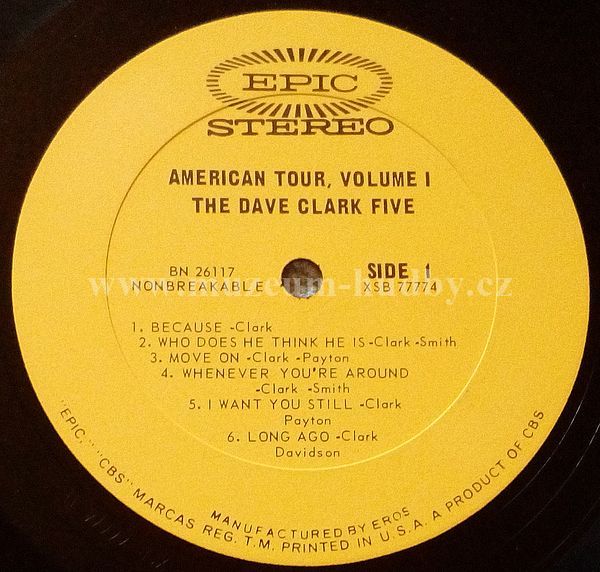 EPIC
STEREO
AMERICAN TOUR, VOLUME I
THE DAVE CLARK FIVE
BN 26117
NONBREAKABLE
SIDE 1
XSB 77774
www.muzeum-hudby.cz
1. BECAUSE -Clark
2. WHO DOES HE THINK HE IS -Clark -Smith
3. MOVE ON -Clark -Payton
4. WHENEVER YOU'RE AROUND
-Clark -Smith
5. I WANT YOU STILL -Clark
Payton
6. LONG AGO -Clark
Davidson
MANUFACTURED BY EROS
"EPIC," "CBS" MARCAS REG. T.M. PRINTED IN U.S.A. A PRODUCT OF CBS